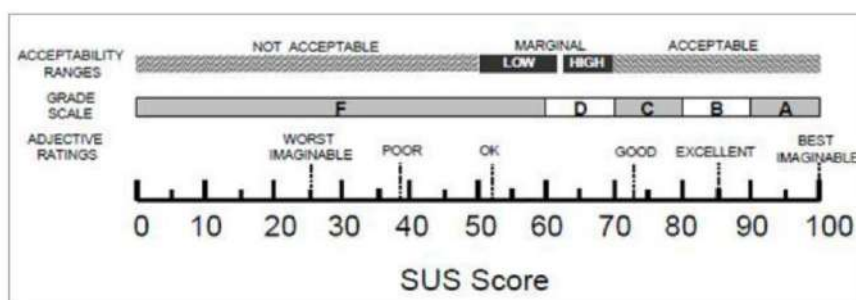 NOT ACCEPTABLE MARGINAL ACCEPTABLE
ACCEPTABILITY RANGES LOW HIGH
GRADE SCALE F D C B A
ADJECTIVE RATINGS WORST IMAGINABLE POOR OK GOOD EXCELLENT BEST IMAGINABLE
0 10 20 30 40 50 60 70 80 90 100
SUS Score